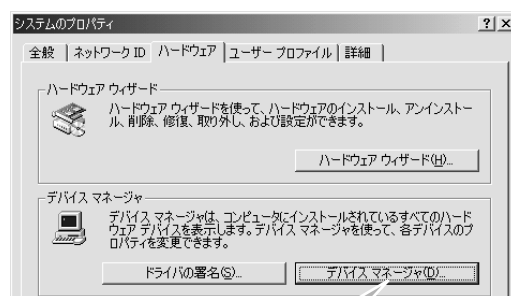 システムのプロパティ
? ×
全般 ネットワーク ID ハードウェア ユーザー プロファイル 詳細
ハードウェア ウィザード
ハードウェア ウィザードを使って、ハードウェアのインストール、アンインストー
ル、削除、修復、取り外し、および設定ができます。
ハードウェア ウィザード(H)...
デバイス マネージャ
デバイス マネージャは、コンピュータにインストールされているすべてのハード
ウェア デバイスを表示します。デバイス マネージャを使って、各デバイスのプ
ロパティを変更できます。
ドライバの署名(S)... デバイス マネージャ(D)...